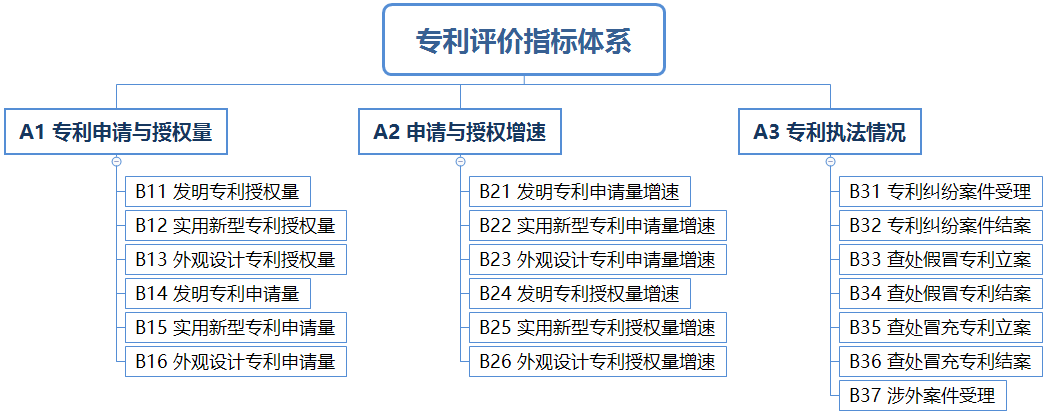 专利评价指标体系
A1 专利申请与授权量
B11 发明专利授权量
B12 实用新型专利授权量
B13 外观设计专利授权量
B14 发明专利申请量
B15 实用新型专利申请量
B16 外观设计专利申请量
A2 申请与授权增速
B21 发明专利申请量增速
B22 实用新型专利申请量增速
B23 外观设计专利申请量增速
B24 发明专利授权量增速
B25 实用新型专利授权量增速
B26 外观设计专利授权量增速
A3 专利执法情况
B31 专利纠纷案件受理
B32 专利纠纷案件结案
B33 查处假冒专利立案
B34 查处假冒专利结案
B35 查处冒充专利立案
B36 查处冒充专利结案
B37 涉外案件受理